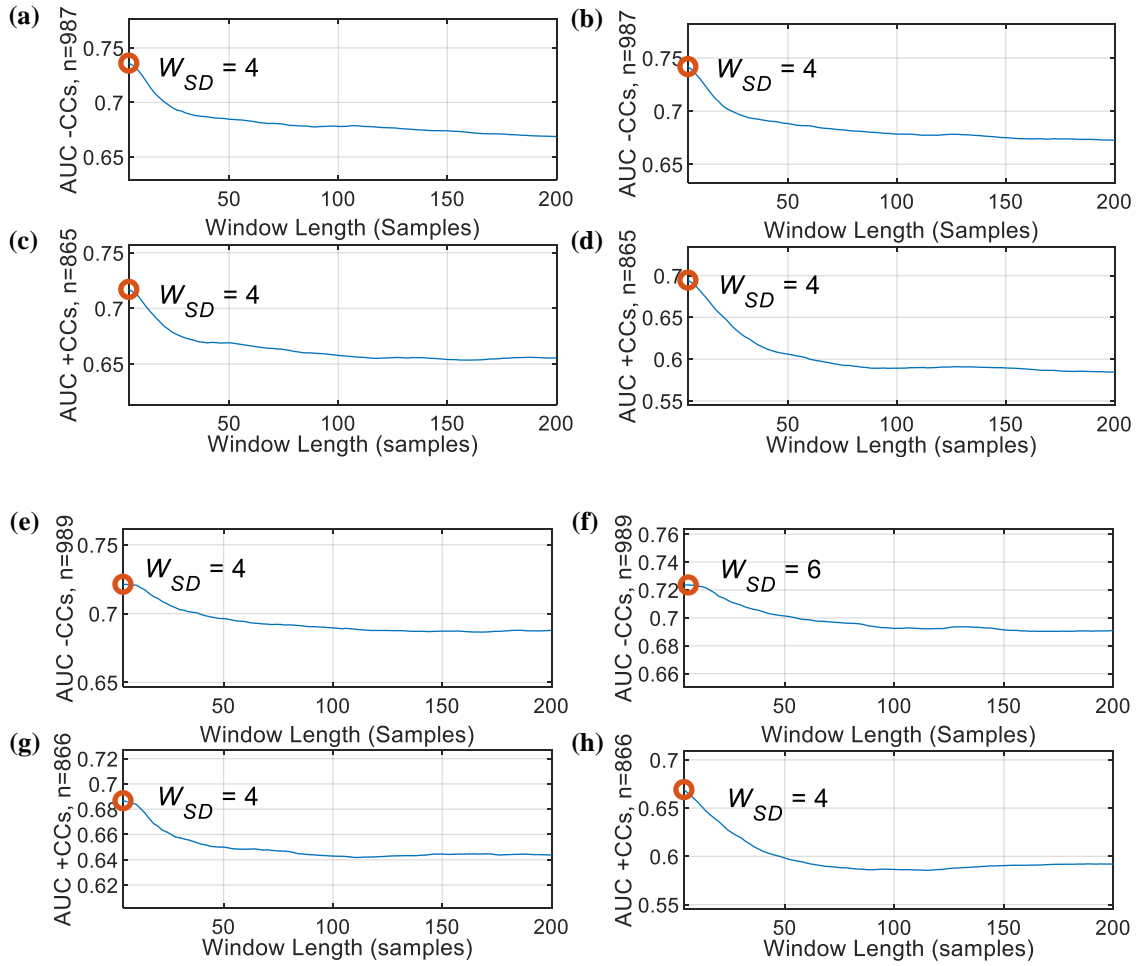 (a)
AUC -CCs, n=987
0.75
0.7
0.65
W_SD = 4
50
100
150
200
Window Length (Samples)
(b)
AUC -CCs, n=987
0.75
0.7
0.65
W_SD = 4
50
100
150
200
Window Length (Samples)
(c)
AUC +CCs, n=865
0.75
0.7
0.65
W_SD = 4
50
100
150
200
Window Length (samples)
(d)
AUC +CCs, n=865
0.7
0.65
0.6
0.55
W_SD = 4
50
100
150
200
Window Length (samples)
(e)
AUC -CCs, n=989
0.75
0.7
0.65
W_SD = 4
50
100
150
200
Window Length (Samples)
(f)
AUC -CCs, n=989
0.76
0.74
0.72
0.7
0.68
0.66
W_SD = 6
50
100
150
200
Window Length (Samples)
(g)
AUC +CCs, n=866
0.72
0.7
0.68
0.66
0.64
0.62
W_SD = 4
50
100
150
200
Window Length (samples)
(h)
AUC +CCs, n=866
0.7
0.65
0.6
0.55
W_SD = 4
50
100
150
200
Window Length (samples)